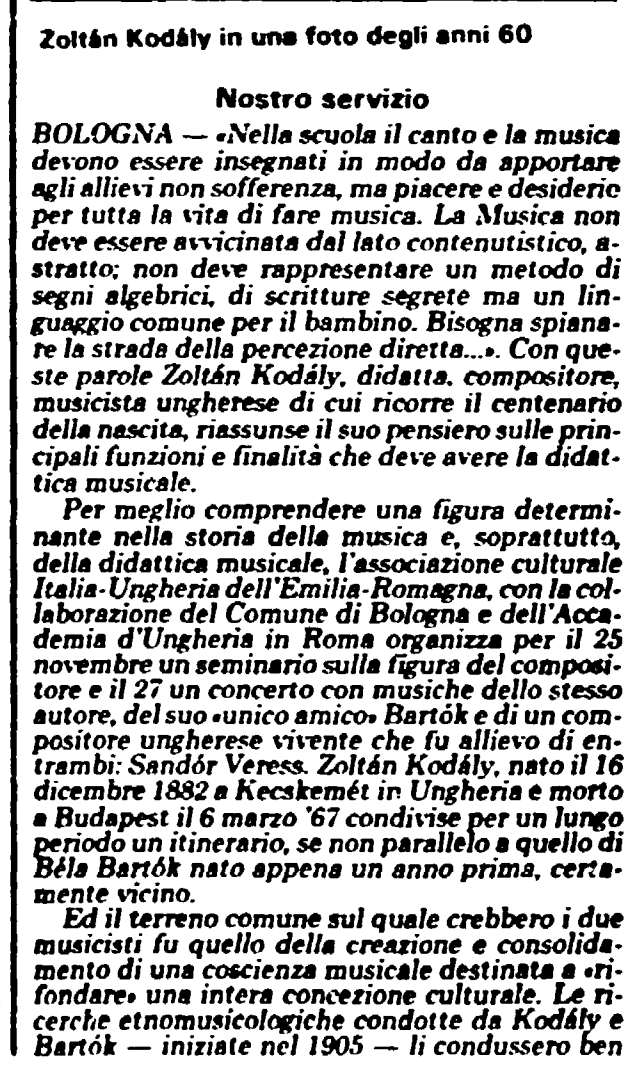 Zoltán Kodály in una foto degli anni 60
Nostro servizio
BOLOGNA — «Nella scuola il canto e la musica
devono essere insegnati in modo da apportare
agli allievi non sofferenza, ma piacere e desiderio
per tutta la vita di fare musica. La Musica non
deve essere avvicinata dal lato contenutistico, a-
stratto; non deve rappresentare un metodo di
segni algebrici, di scritture segrete ma un lin-
guaggio comune per il bambino. Bisogna spiana-
re la strada della percezione diretta...». Con que-
ste parole Zoltán Kodály, didatta, compositore,
musicista ungherese di cui ricorre il centenario
della nascita, riassunse il suo pensiero sulle prin-
cipali funzioni e finalità che deve avere la didat-
tica musicale.
Per meglio comprendere una figura determi-
nante nella storia della musica e, soprattutto,
della didattica musicale, l'associazione culturale
Italia-Ungheria dell'Emilia-Romagna, con la col-
laborazione del Comune di Bologna e dell'Acca-
demia d'Ungheria in Roma organizza per il 25
novembre un seminario sulla figura del composi-
tore e il 27 un concerto con musiche dello stesso
autore, del suo «unico amico» Bartók e di un com-
positore ungherese vivente che fu allievo di en-
trambi: Sandór Veress. Zoltán Kodály, nato il 16
dicembre 1882 a Kecskemét in Ungheria e morto
a Budapest il 6 marzo '67 condivise per un lungo
periodo un itinerario, se non parallelo a quello di
Béla Bartók nato appena un anno prima, certa-
mente vicino.
Ed il terreno comune sul quale crebbero i due
musicisti fu quello della creazione e consolida-
mento di una coscienza musicale destinata a «ri-
fondare» una intera concezione culturale. Le ri-
cerche etnomusicologiche condotte da Kodály e
Bartók — iniziate nel 1905 — li condussero ben